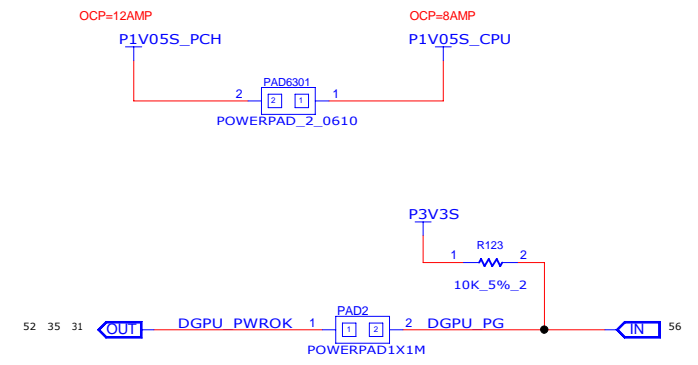 OCP=12AMP OCP=8AMP
P1V05S_PCH P1V05S_CPU
PAD6301
2 2 1 1
POWERPAD_2_0610
P3V3S
R123
1 2
10K_5%_2
PAD2
52 35 31 OUT DGPU_PWROK 1 1 2 2 DGPU_PG IN 56
POWERPAD1X1M